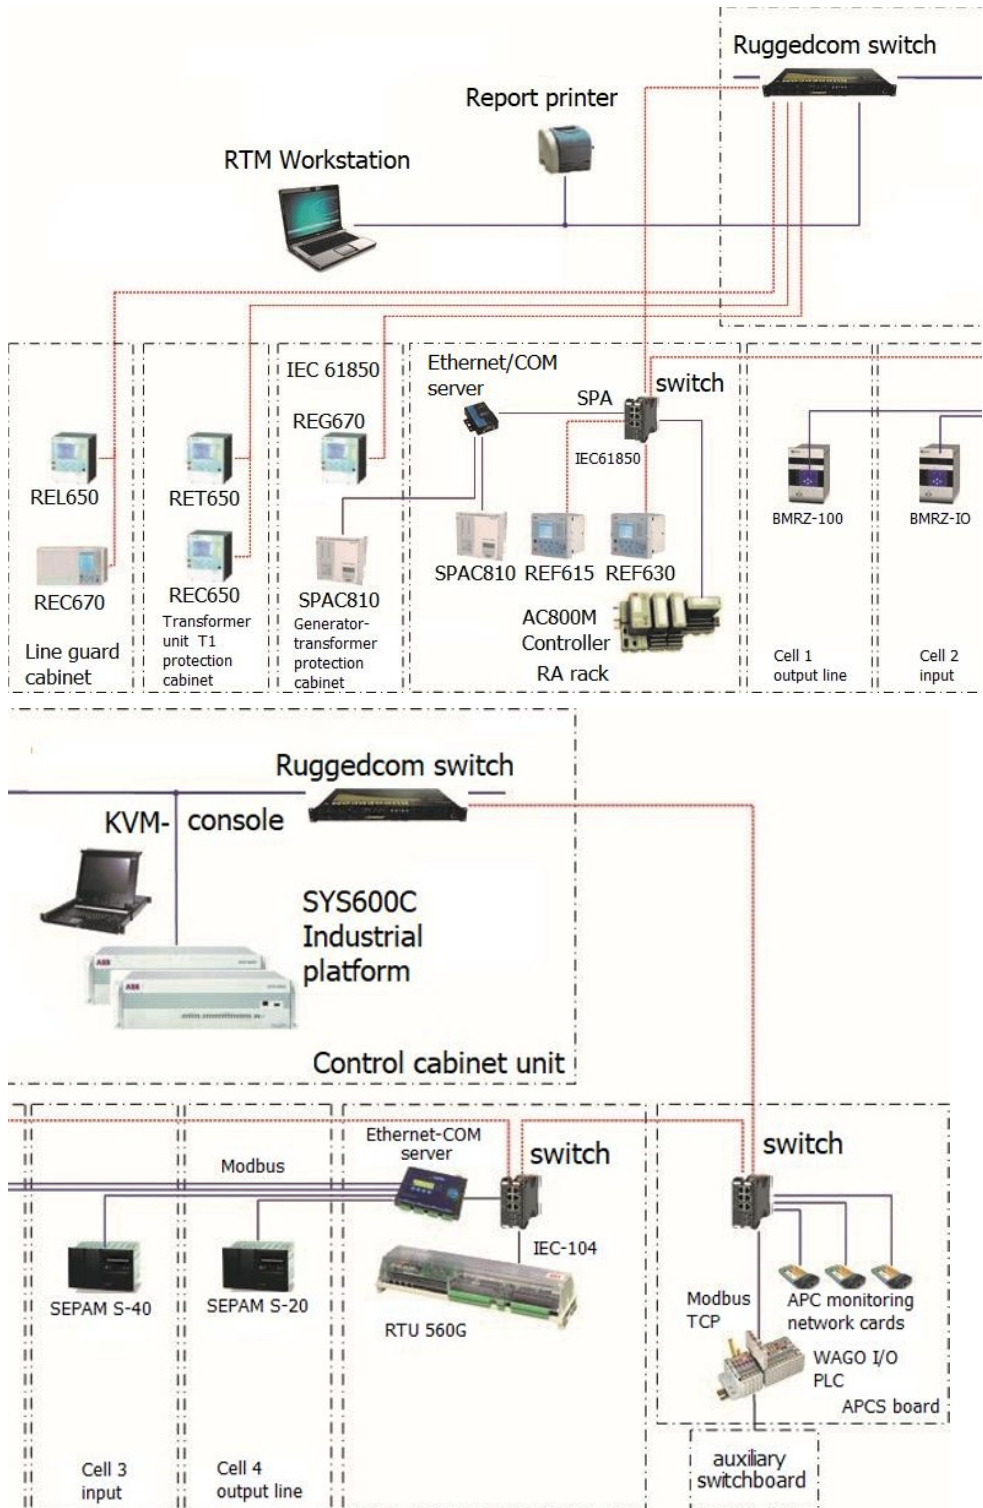 Ruggedcom switch
Report printer
RTM Workstation
IEC 61850
REG670
Ethernet/COM
server
SPA
switch
IEC61850
REL650
RET650
BMRZ-100
BMRZ-IO
REC670
REC650
SPAC810
SPAC810
REF615
REF630
AC800M
Controller
RA rack
Line guard
cabinet
Transformer
unit T1
protection
cabinet
Generator-
transformer
protection
cabinet
Cell 1
output line
Cell 2
input
Ruggedcom switch
KVM- console
SYS600C
Industrial
platform
ABB
ABB
Control cabinet unit
Ethernet-COM
server
Modbus
switch
switch
IEC-104
SEPAM S-40
SEPAM S-20
RTU 560G
Modbus
TCP
APC monitoring
network cards
WAGO I/O
PLC
APCS board
Cell 3
input
Cell 4
output line
auxiliary
switchboard